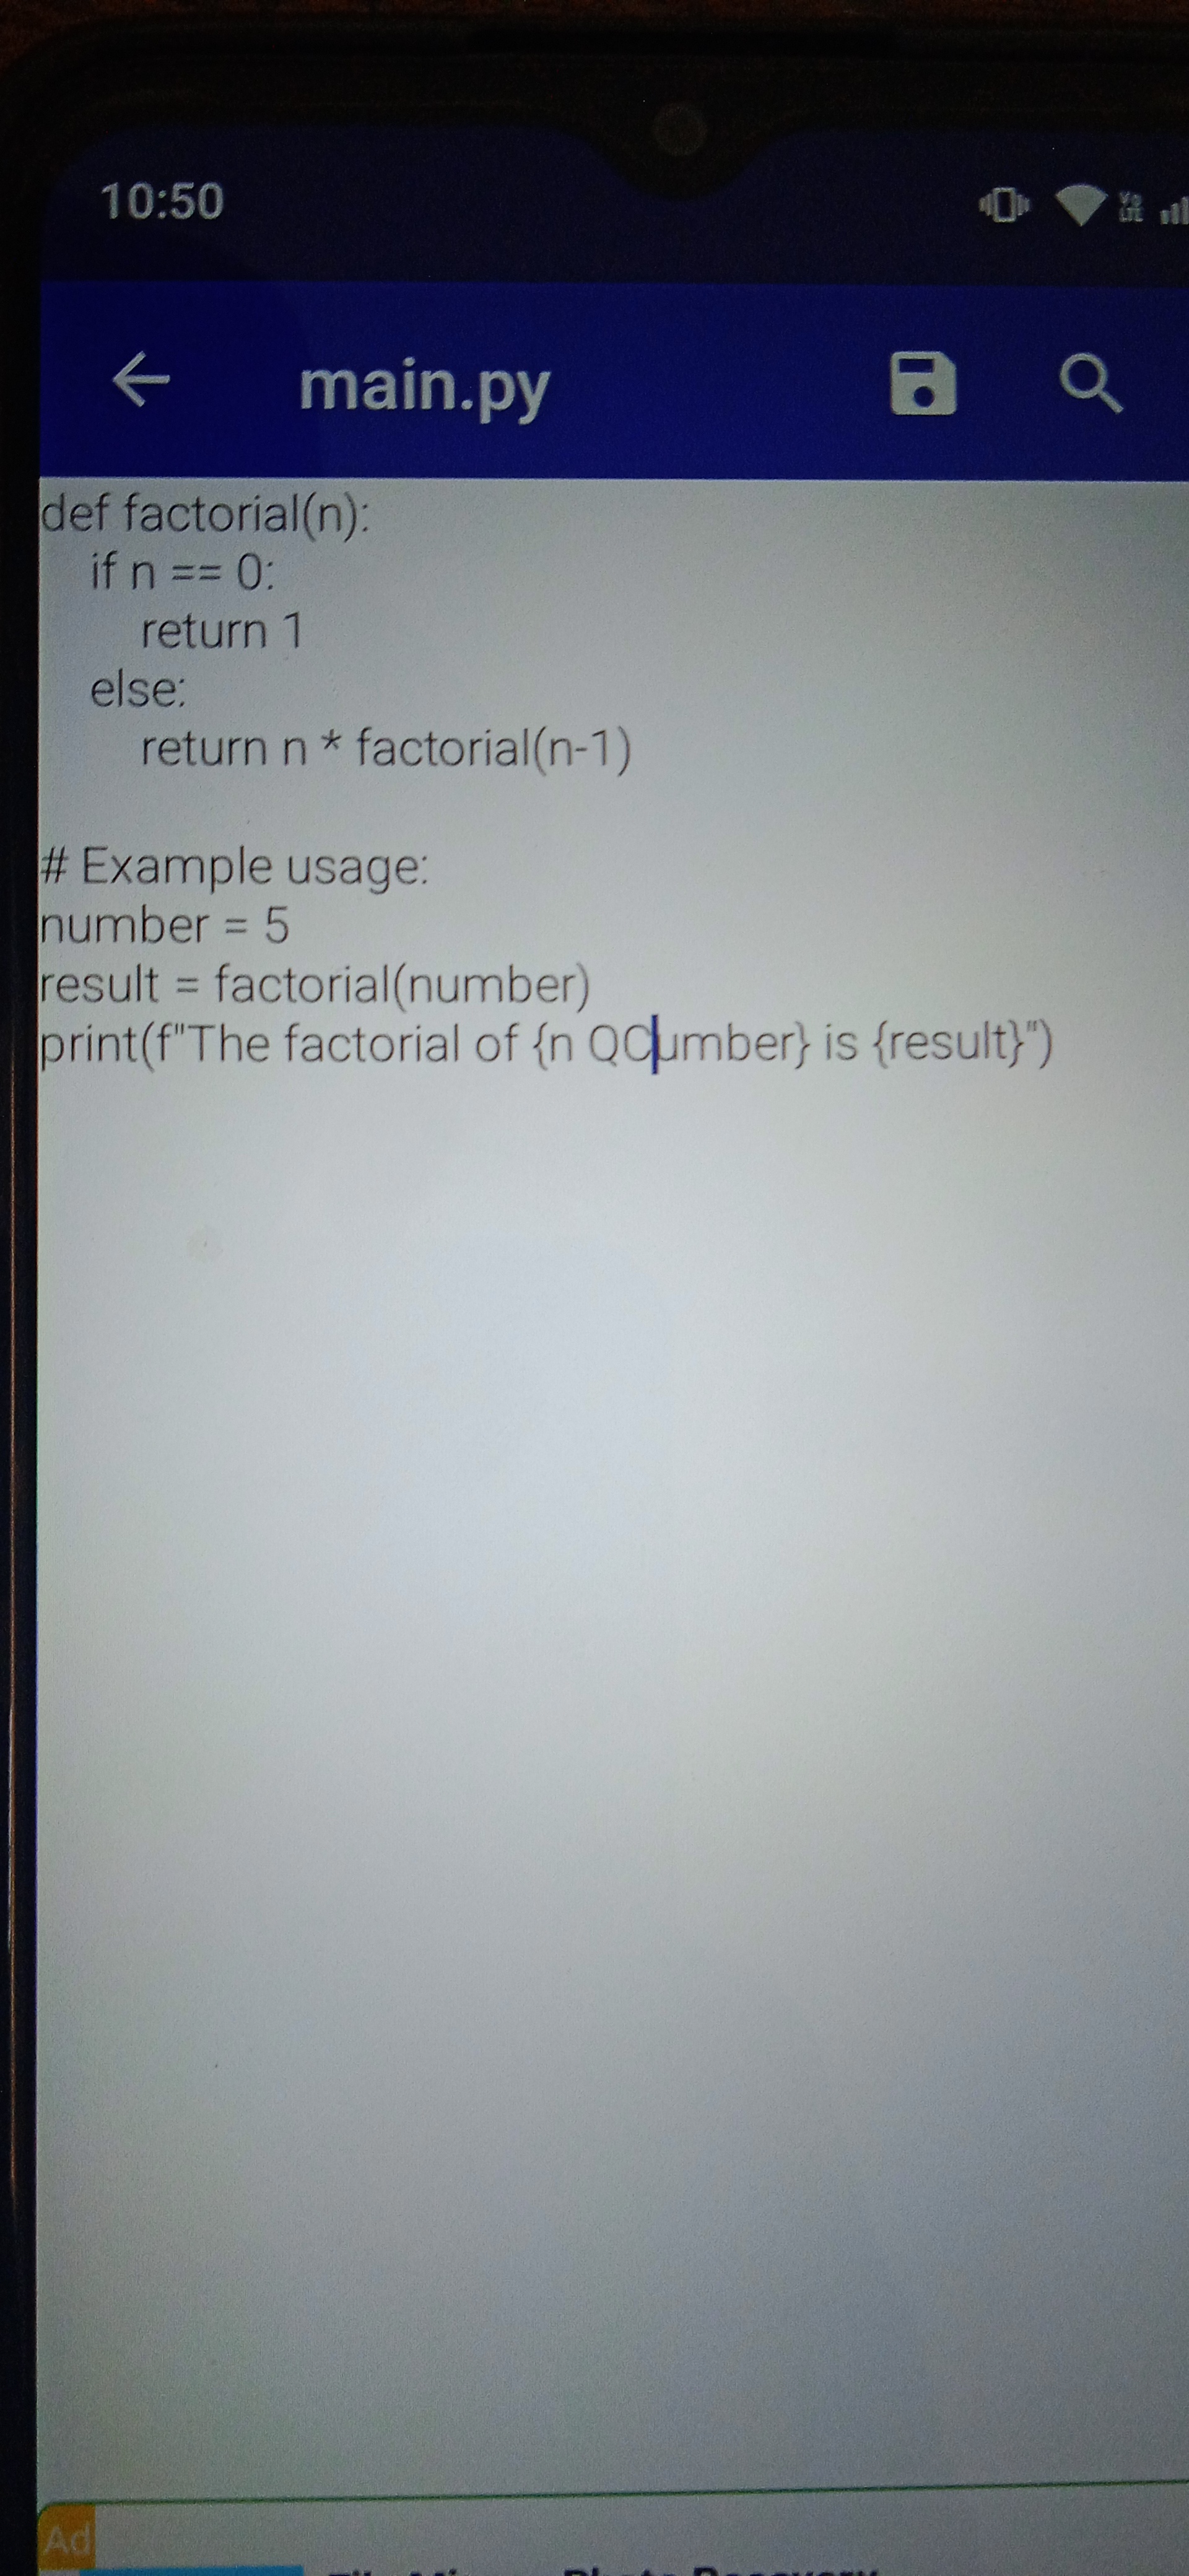 10:50
main.py
def factorial(n):
    if n == 0:
        return 1
    else:
        return n * factorial(n-1)
# Example usage:
number = 5
result = factorial(number)
print(f"The factorial of {n QCumber} is {result}")
Ad